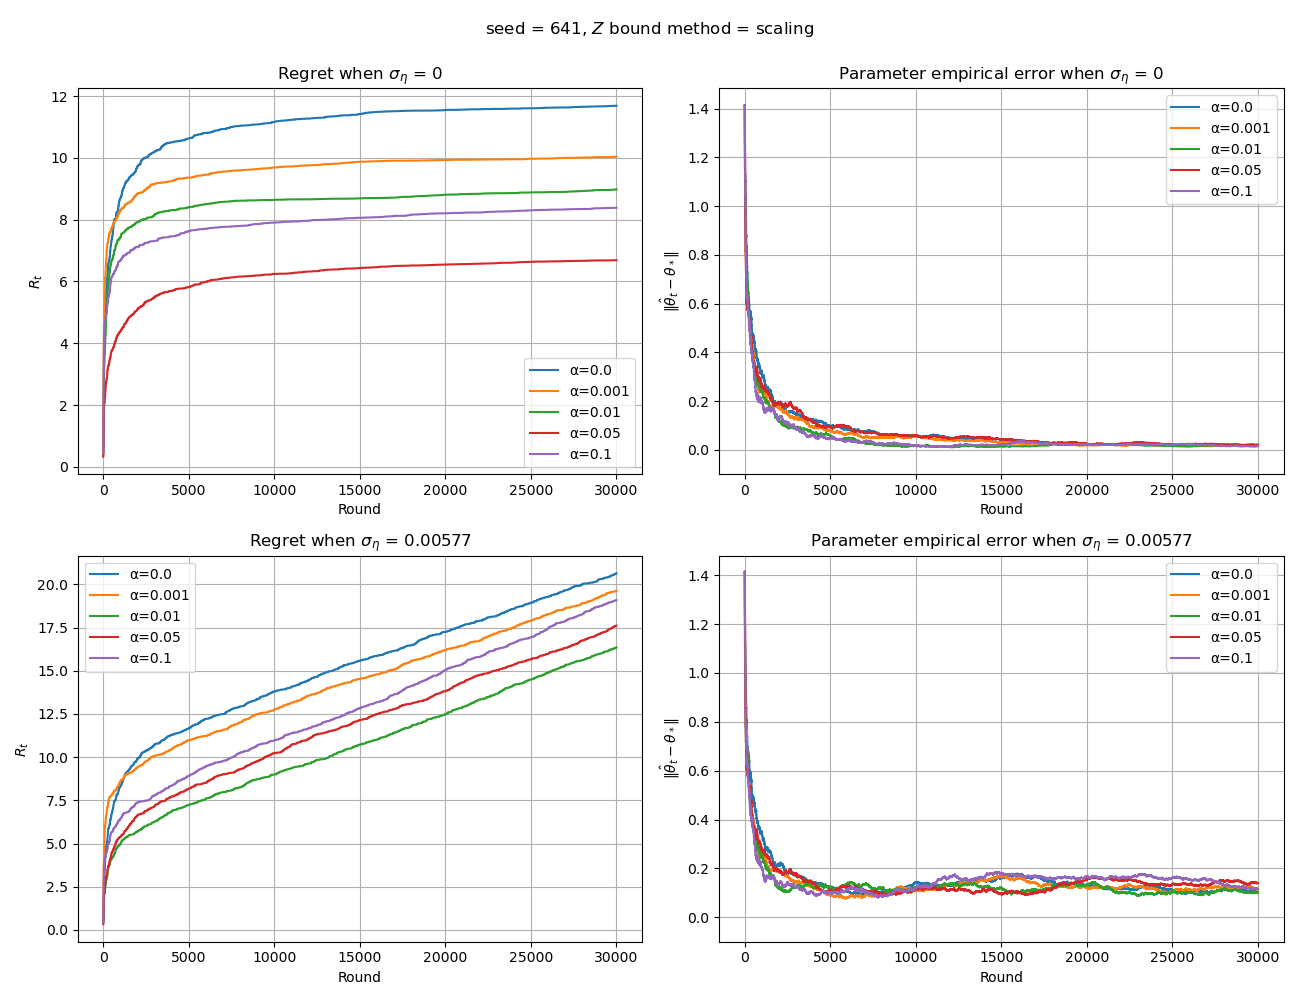 seed = 641, Z bound method = scaling
Regret when σ_η = 0
12
10
8
6
4
2
0
R_t
0 5000 10000 15000 20000 25000 30000
Round
α=0.0
α=0.001
α=0.01
α=0.05
α=0.1
Parameter empirical error when σ_η = 0
1.4
1.2
1.0
0.8
0.6
0.4
0.2
0.0
‖θ̂_t − θ_*‖
0 5000 10000 15000 20000 25000 30000
Round
α=0.0
α=0.001
α=0.01
α=0.05
α=0.1
Regret when σ_η = 0.00577
20.0
17.5
15.0
12.5
10.0
7.5
5.0
2.5
0.0
R_t
0 5000 10000 15000 20000 25000 30000
Round
α=0.0
α=0.001
α=0.01
α=0.05
α=0.1
Parameter empirical error when σ_η = 0.00577
1.4
1.2
1.0
0.8
0.6
0.4
0.2
0.0
‖θ̂_t − θ_*‖
0 5000 10000 15000 20000 25000 30000
Round
α=0.0
α=0.001
α=0.01
α=0.05
α=0.1